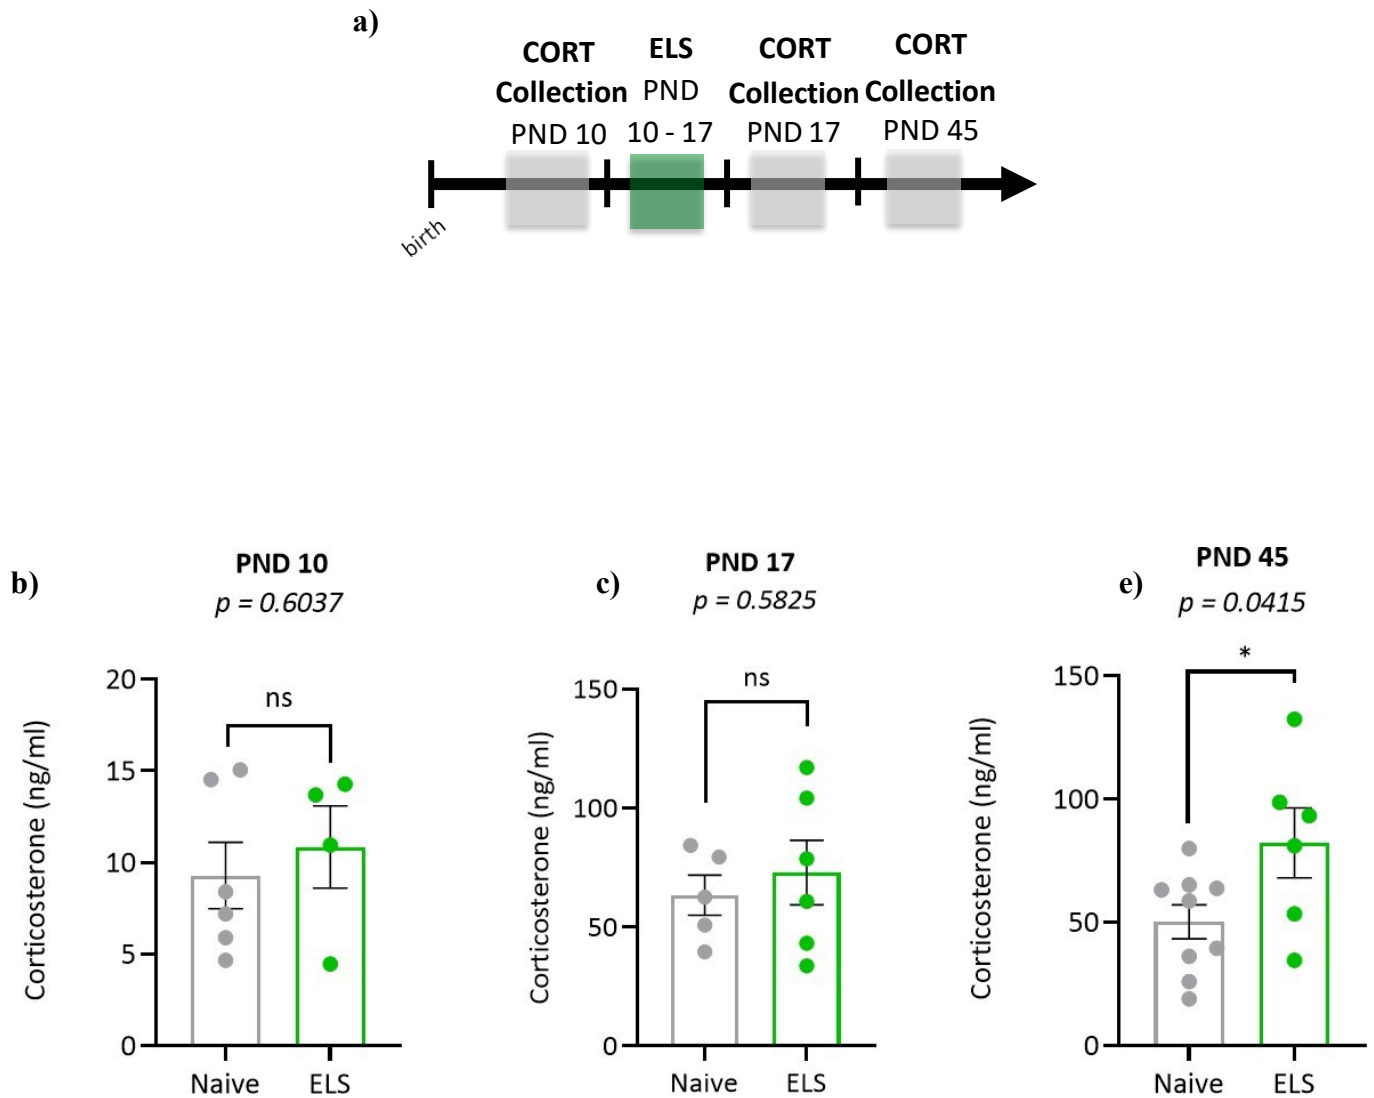 a)
CORT
Collection
PND 10
ELS
PND
10 - 17
CORT
Collection
PND 17
CORT
Collection
PND 45
birth
b)
PND 10
p = 0.6037
ns
20
15
10
5
0
Corticosterone (ng/ml)
Naive
ELS
c)
PND 17
p = 0.5825
ns
150
100
50
0
Corticosterone (ng/ml)
Naive
ELS
e)
PND 45
p = 0.0415
*
150
100
50
0
Corticosterone (ng/ml)
Naive
ELS